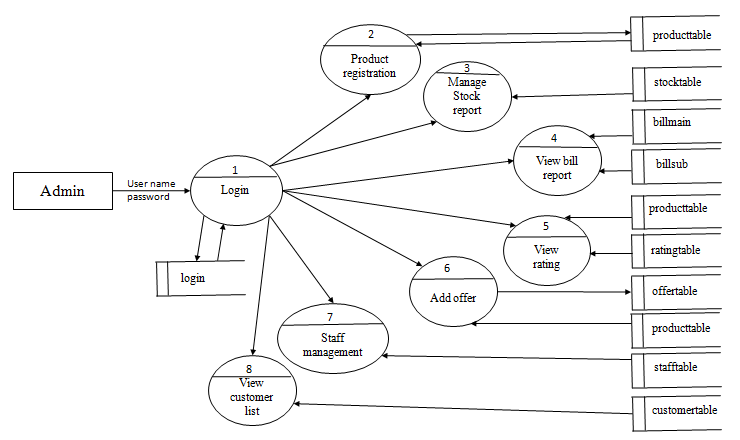 2
Product
registration
producttable
3
Manage
Stock
report
stocktable
billmain
4
View bill
report
billsub
1
Login
Admin
User name
password
producttable
5
View
rating
ratingtable
6
Add offer
login
offertable
7
Staff
management
producttable
stafftable
8
View
customer
list
customertable